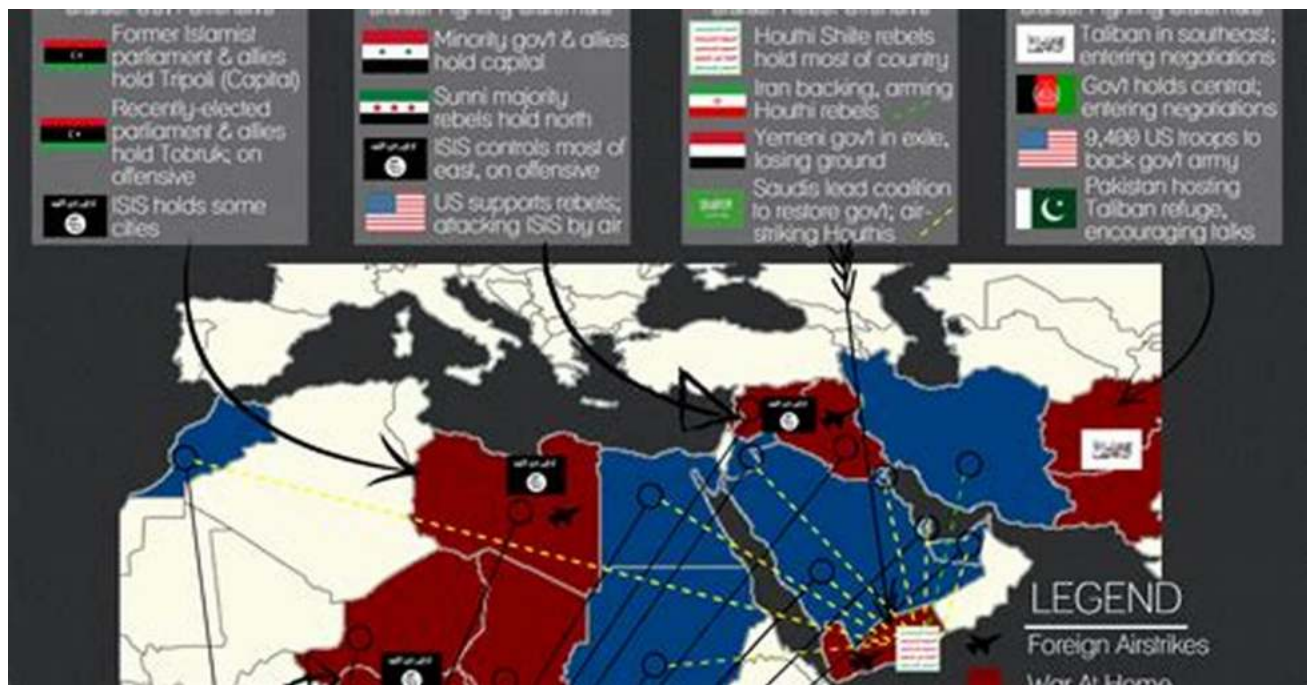 Former Islamist
parliament & allies
hold Tripoli (Capital)
Recently-elected
parliament & allies
hold Tobruk; on
offensive
ISIS holds some
cities
Minority gov't & allies
hold capital
Sunni majority
rebels hold north
ISIS controls most of
east, on offensive
US supports rebels;
attacking ISIS by air
Houthi Shiite rebels
hold most of country
Iran backing, arming
Houthi rebels
Yemeni gov't in exile,
losing ground
Saudis lead coalition
to restore gov't; air-
striking Houthis
Taliban in southeast;
entering negotiations
Gov't holds central;
entering negotiations
9,400 US troops to
back gov't army
Pakistan hosting
Taliban refuge,
encouraging talks
LEGEND
Foreign Airstrikes
War At Home